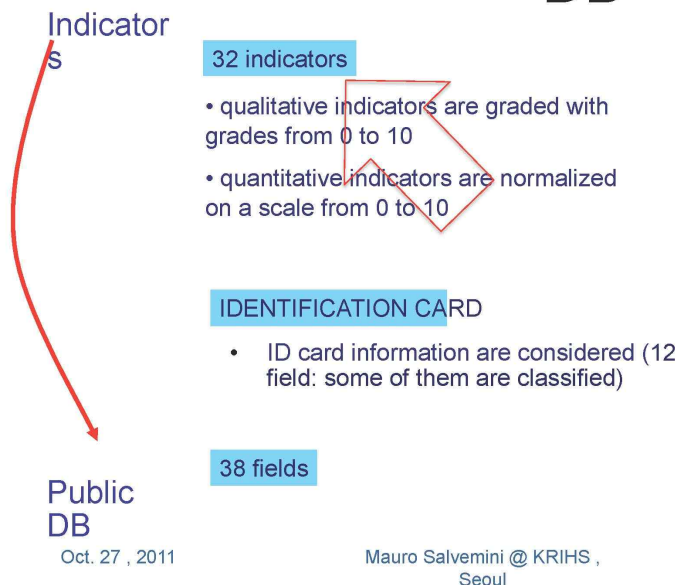 Indicator
s
32 indicators
• qualitative indicators are graded with
grades from 0 to 10
• quantitative indicators are normalized
on a scale from 0 to 10
IDENTIFICATION CARD
• ID card information are considered (12
field: some of them are classified)
38 fields
Public
DB
Oct. 27 , 2011
Mauro Salvemini @ KRIHS ,
Seoul